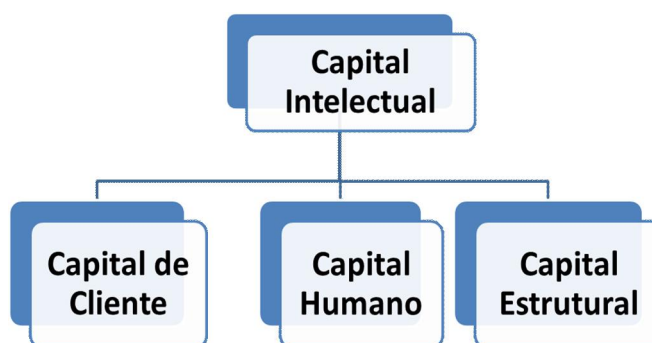 Capital
Intelectual
Capital de
Cliente
Capital
Humano
Capital
Estrutural